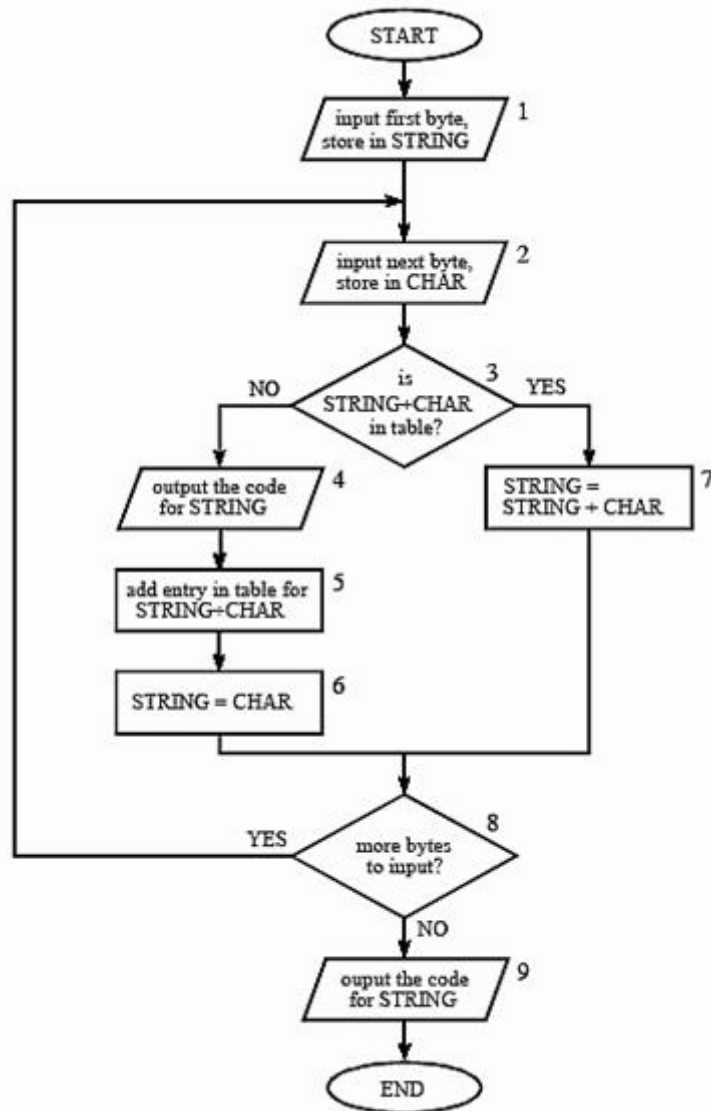 START
1
input first byte,
store in STRING
2
input next byte,
store in CHAR
3
NO
is
YES
STRING+CHAR
in table?
4
output the code
for STRING
7
STRING =
STRING + CHAR
5
add entry in table for
STRING+CHAR
6
STRING = CHAR
8
YES
more bytes
to input?
NO
9
ouput the code
for STRING
END